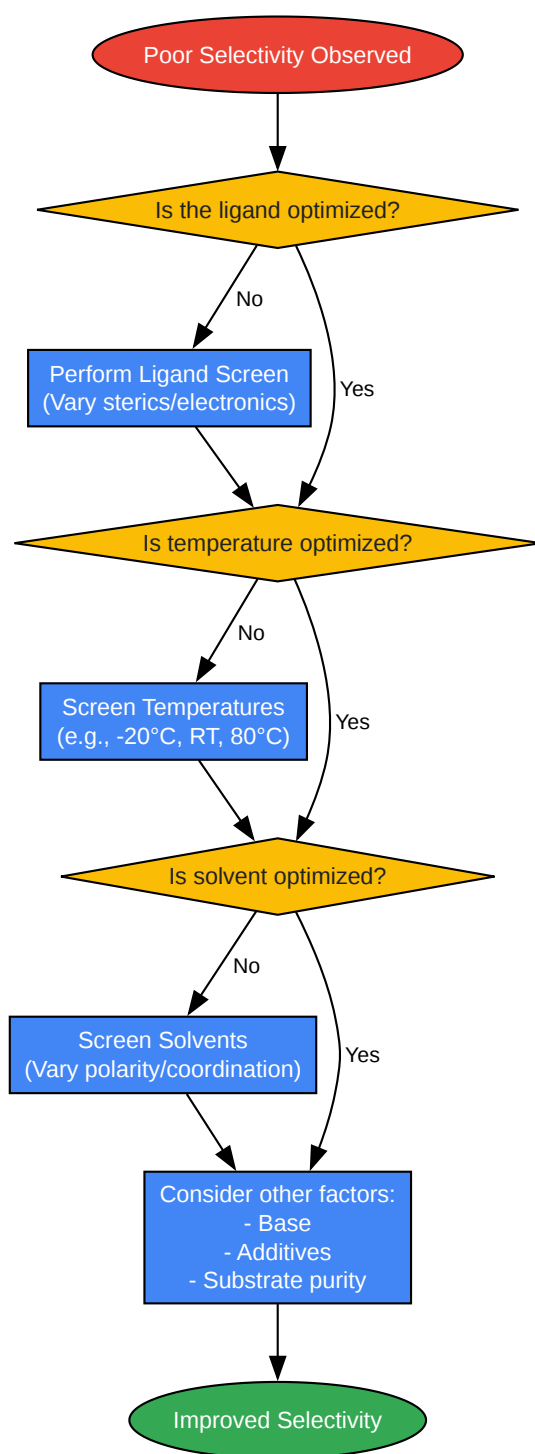 Poor Selectivity Observed
Is the ligand optimized?
No
Perform Ligand Screen
(Vary sterics/electronics)
Yes
Is temperature optimized?
No
Screen Temperatures
(e.g., -20°C, RT, 80°C)
Yes
Is solvent optimized?
No
Screen Solvents
(Vary polarity/coordination)
Yes
Consider other factors:
- Base
- Additives
- Substrate purity
Improved Selectivity